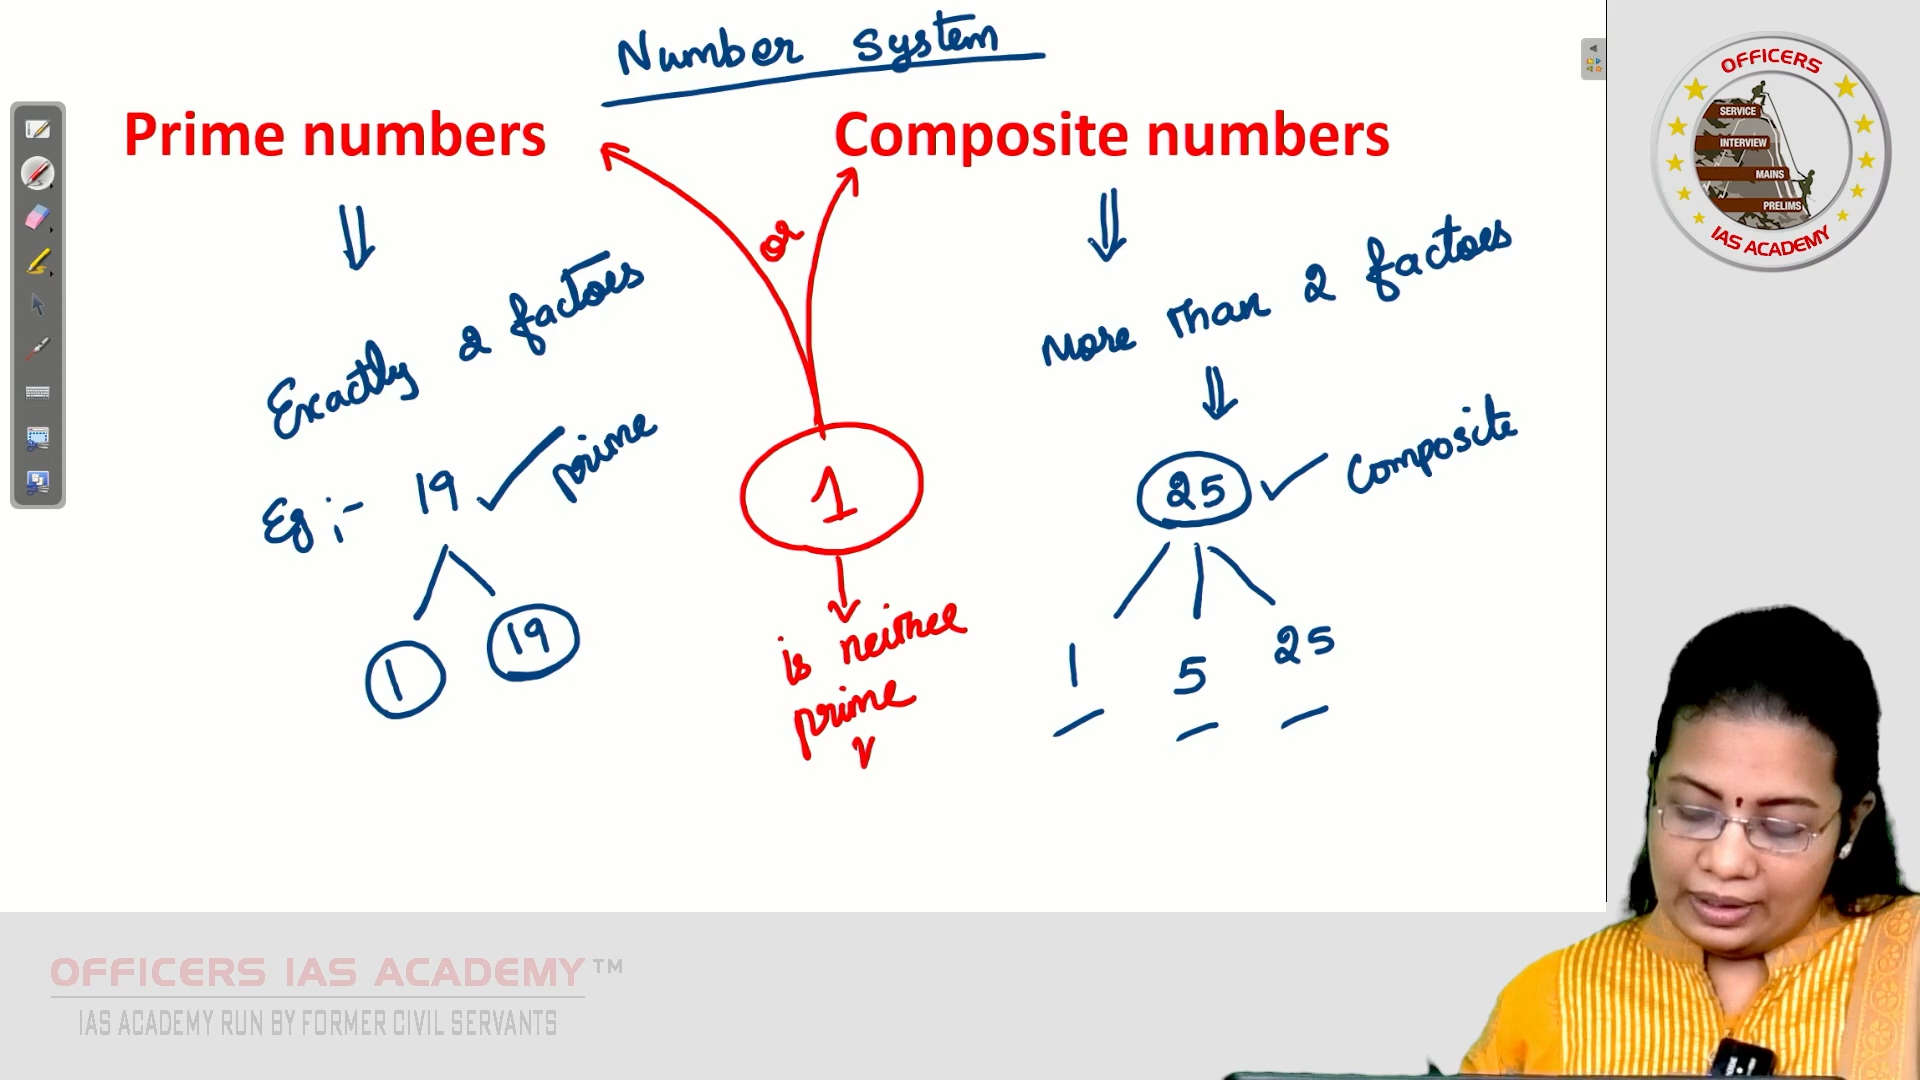 Number System
Prime numbers
Composite numbers
or
Exactly 2 factors
More than 2 factors
Eg :- 19 prime
1
25 Composite
1 19
1 5 25
is neither
prime
OFFICERS
SERVICE
INTERVIEW
MAINS
PRELIMS
IAS ACADEMY
OFFICERS IAS ACADEMY™
IAS ACADEMY RUN BY FORMER CIVIL SERVANTS